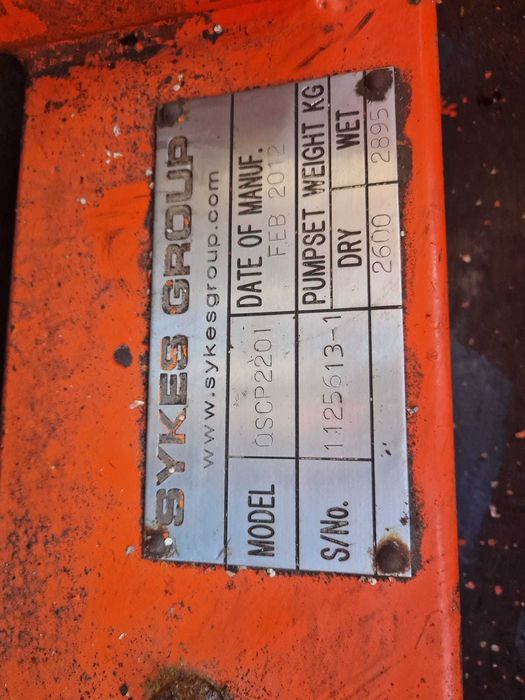 SYKES GROUP
www.sykesgroup.com
MODEL QSCP220I DATE OF MANUF.
FEB 2012
S/No. 1125613-1 PUMPSET WEIGHT KG
DRY WET
2600 2895